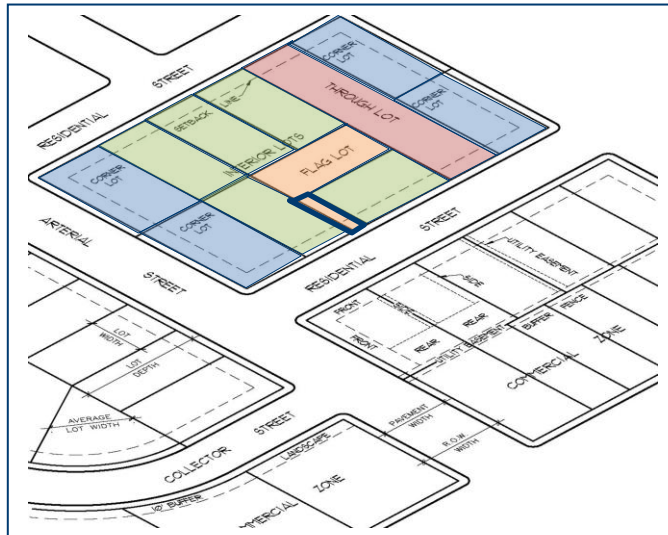 STREET
RESIDENTIAL
CORNER
LOT
CORNER
LOT
THROUGH LOT
SETBACK
LINE
INTERIOR LOTS
FLAG LOT
CORNER
LOT
CORNER
LOT
ARTERIAL
STREET
RESIDENTIAL
STREET
UTILITY EASEMENT
SIDE
FRONT
SIDE
FRONT
REAR
REAR
UTILITY EASEMENT
BUFFER
FENCE
COMMERCIAL
ZONE
LOT
WIDTH
LOT
DEPTH
AVERAGE
LOT WIDTH
COLLECTOR
STREET
PAVEMENT
WIDTH
R.O.W
WIDTH
LANDSCAPE
10' BUFFER
COMMERCIAL
ZONE